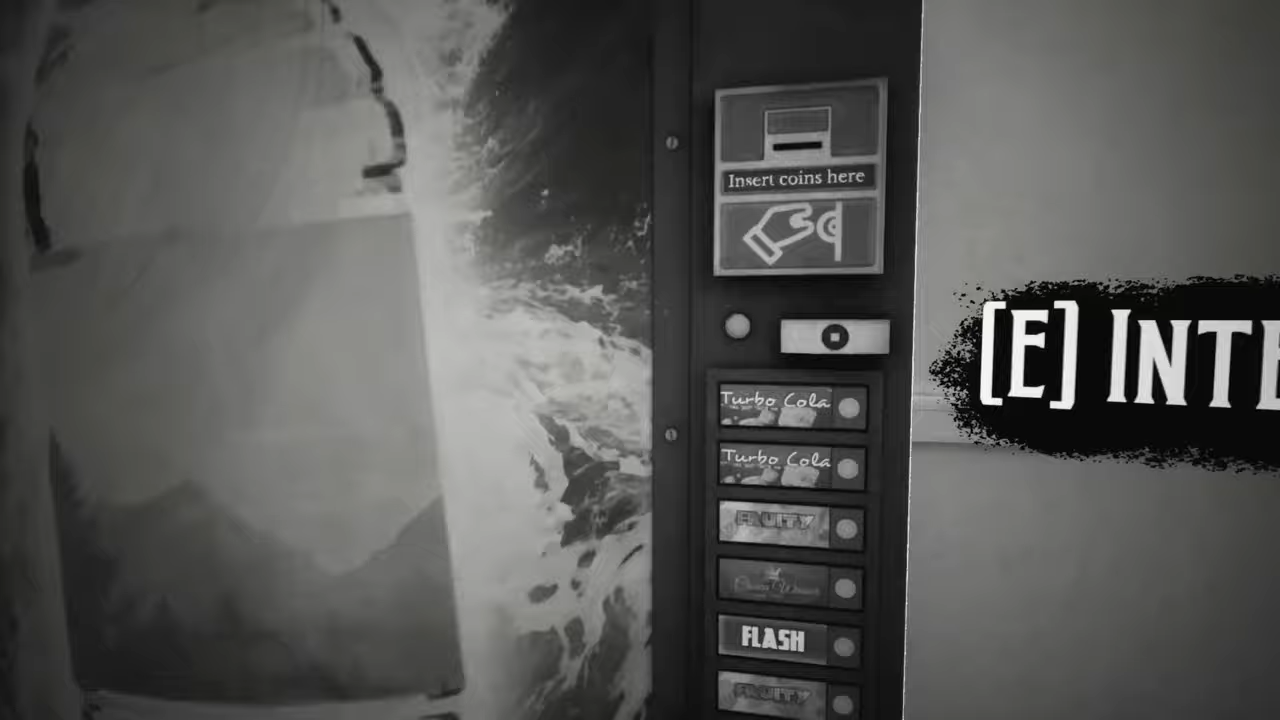 Insert coins here
[E] INTE
Turbo Cola
Turbo Cola
FRUITY
FLASH
FRUITY